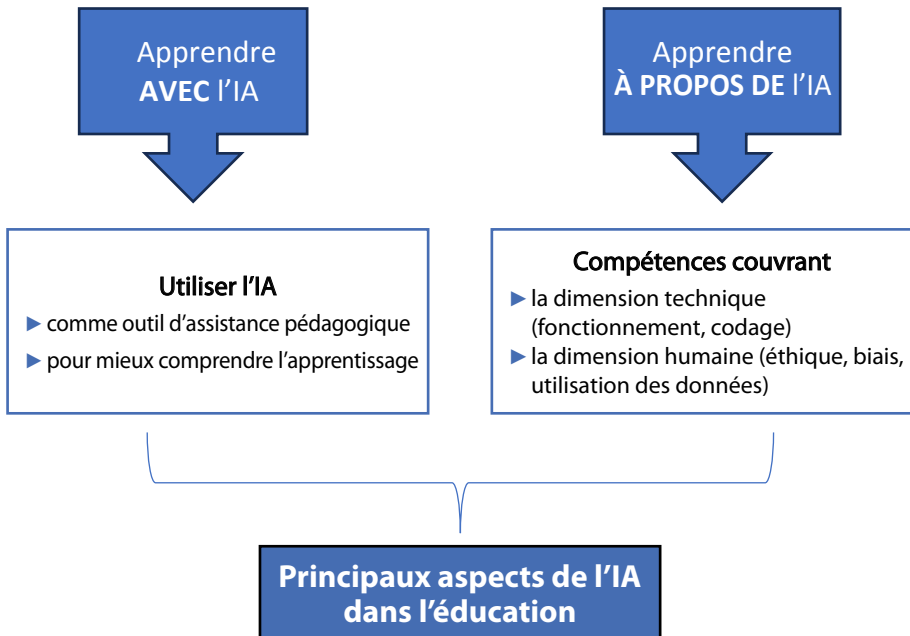 Apprendre
AVEC l'IA
Utiliser l'IA
► comme outil d'assistance pédagogique
► pour mieux comprendre l'apprentissage
Apprendre
À PROPOS DE l'IA
Compétences couvrant
► la dimension technique
(fonctionnement, codage)
► la dimension humaine (éthique, biais,
utilisation des données)
Principaux aspects de l'IA
dans l'éducation